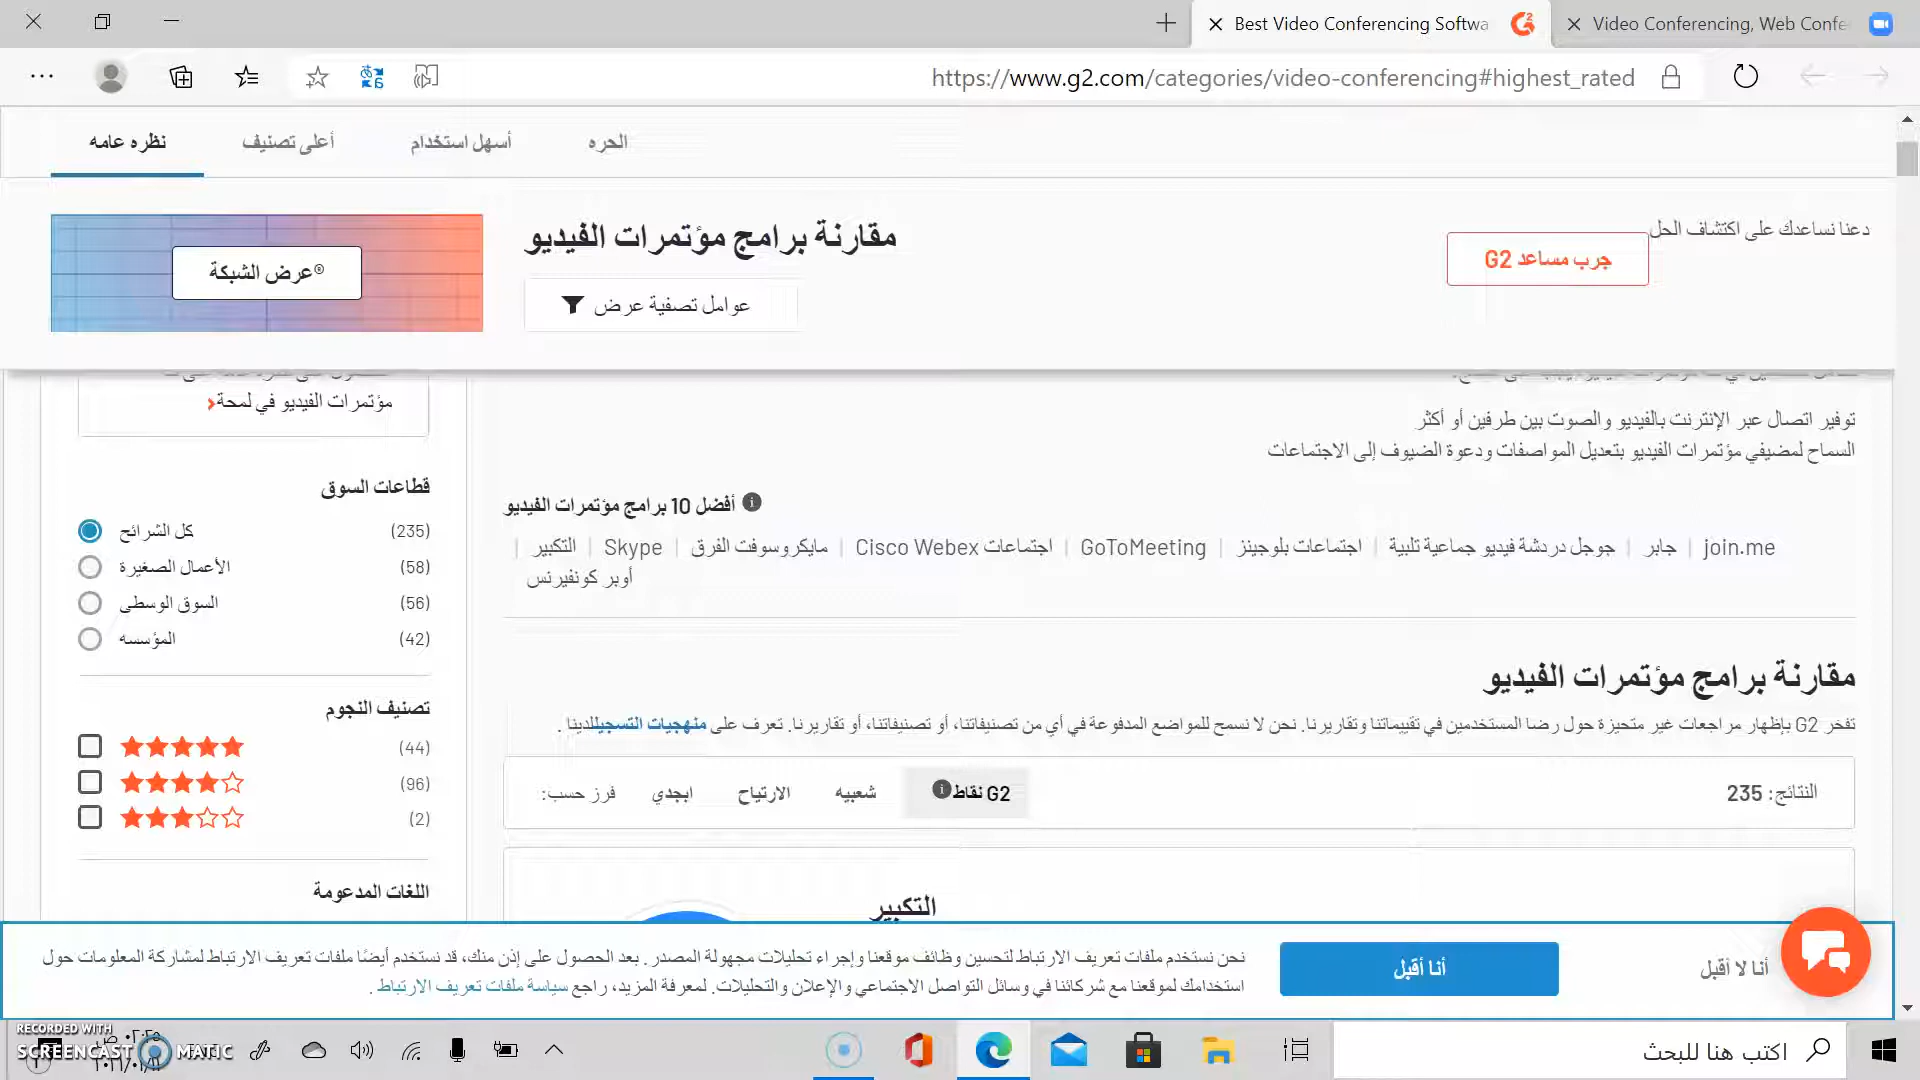 Best Video Conferencing Softwa
Video Conferencing, Web Confe
https://www.g2.com/categories/video-conferencing#highest_rated
نظره عامه
أعلى تصنيف
أسهل استخدام
الحره
مقارنة برامج مؤتمرات الفيديو
عرض الشبكة®
عوامل تصفية عرض
دعنا نساعدك على اكتشاف الحل
جرب مساعد G2
مؤتمرات الفيديو في لمحة
قطاعات السوق
كل الشرائح (235)
الأعمال الصغيرة (58)
السوق الوسطى (56)
المؤسسه (42)
تصنيف النجوم
(44)
(96)
(2)
اللغات المدعومة
توفير اتصال عبر الإنترنت بالفيديو والصوت بين طرفين أو أكثر
السماح لمضيفي مؤتمرات الفيديو بتعديل المواصفات ودعوة الضيوف إلى الاجتماعات
أفضل 10 برامج مؤتمرات الفيديو
التكبير | Skype | مايكروسوفت الفرق | اجتماعات Cisco Webex | GoToMeeting | اجتماعات بلوجينز | جوجل دردشة فيديو جماعية تلبية | جابر | join.me
أوبر كونفيرنس
مقارنة برامج مؤتمرات الفيديو
تفخر G2 بإظهار مراجعات غير متحيزة حول رضا المستخدمين في تقييماتنا وتقاريرنا. نحن لا نسمح للمواضع المدفوعة في أي من تصنيفاتنا، أو تصنيفاتنا، أو تقاريرنا. تعرف على منهجيات التسجيللدينا .
النتائج: 235
فرز حسب: ابجدي الارتياح شعبيه G2 نقاط
التكبير
نحن نستخدم ملفات تعريف الارتباط لتحسين وظائف موقعنا وإجراء تحليلات مجهولة المصدر. بعد الحصول على إذن منك، قد نستخدم أيضًا ملفات تعريف الارتباط لمشاركة المعلومات حول
استخدامك لموقعنا مع شركائنا في وسائل التواصل الاجتماعي والإعلان والتحليلات. لمعرفة المزيد، راجع سياسة ملفات تعريف الارتباط .
أنا أقبل
أنا لا أقبل
RECORDED WITH
SCREENCAST MATIC
اكتب هنا للبحث